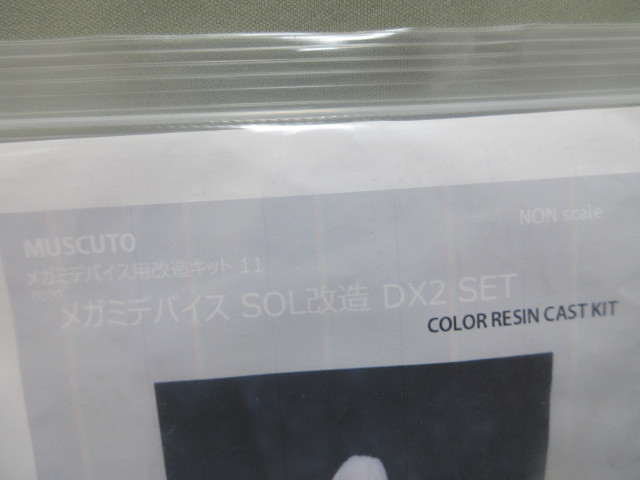 MUSCUTO
NON scale
メガミデバイス用改造キット 11
メガミデバイス SOL改造 DX2 SET
COLOR RESIN CAST KIT